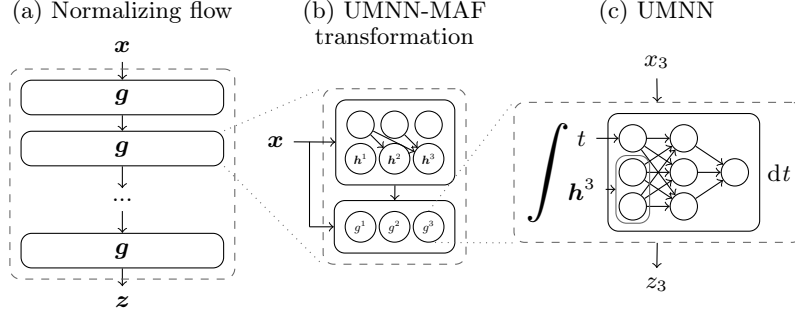 (a) Normalizing flow
x
g
g
...
g
z
(b) UMNN-MAF
transformation
x
h¹ h² h³
g¹ g² g³
(c) UMNN
x₃
∫ t
h³
dt
z₃